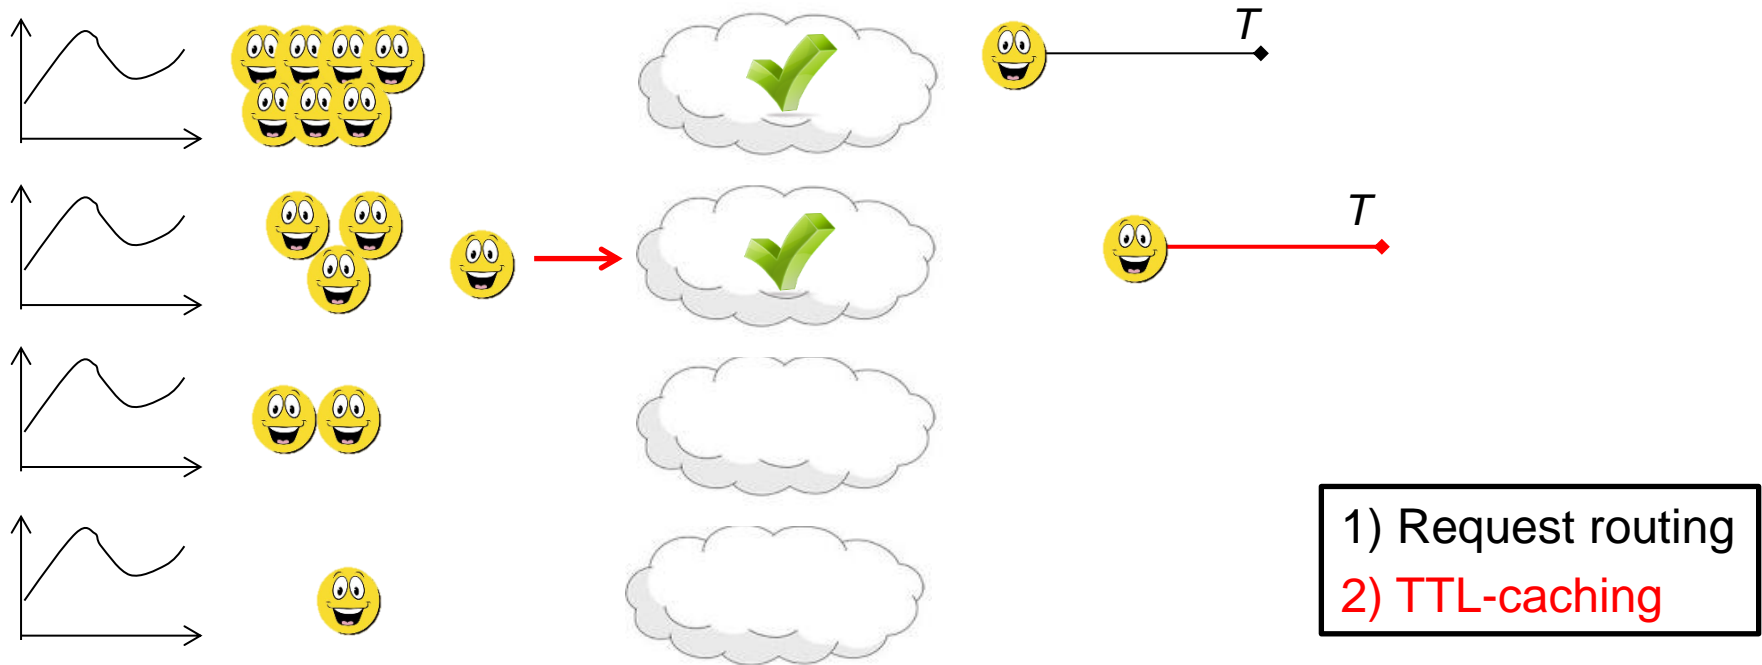 T
T
1) Request routing
2) TTL-caching